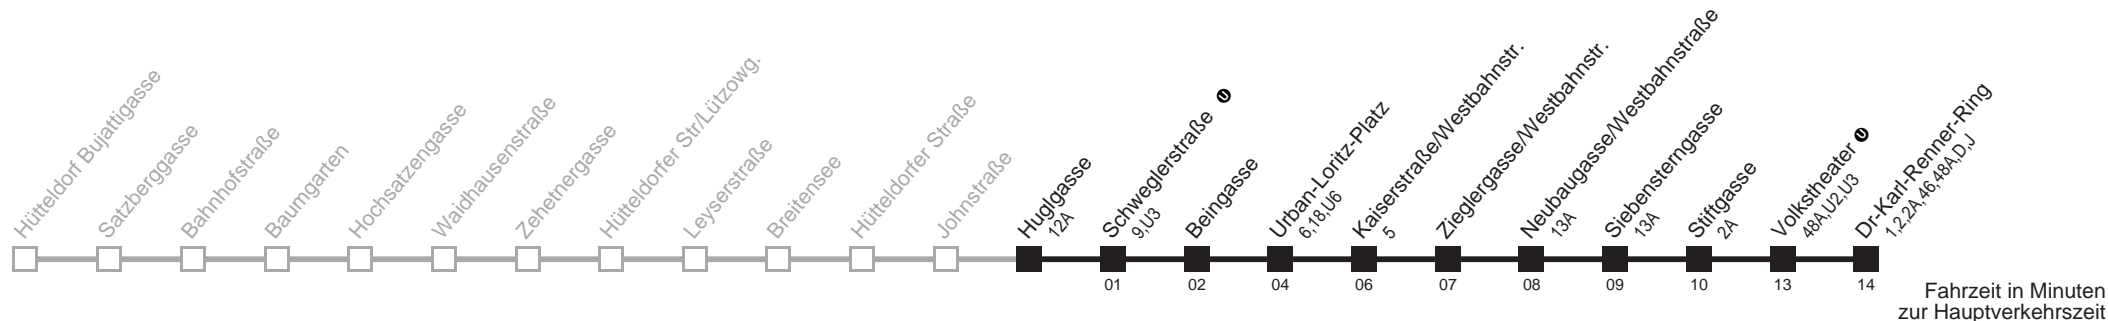 Hütteldorf Bujattigasse
Satzberggasse
Bahnhofstraße
Baumgarten
Hochsatzengasse
Waidhausenstraße
Zehetnergasse
Hütteldorfer Str/Lützowg.
Leyserstraße
Breitensee
Hütteldorfer Straße
Johnstraße
Huglgasse
12A
Schweglerstraße U
9,U3
Beingasse
Urban-Loritz-Platz
6,18,U6
Kaiserstraße/Westbahnstr.
5
Zieglergasse/Westbahnstr.
Neubaugasse/Westbahnstraße
13A
Siebensterngasse
13A
Stiftgasse
2A
Volkstheater U
48A,U2,U3
Dr-Karl-Renner-Ring
1,2,2A,46,48A,D,J
01 02 04 06 07 08 09 10 13 14
Fahrzeit in Minuten
zur Hauptverkehrszeit